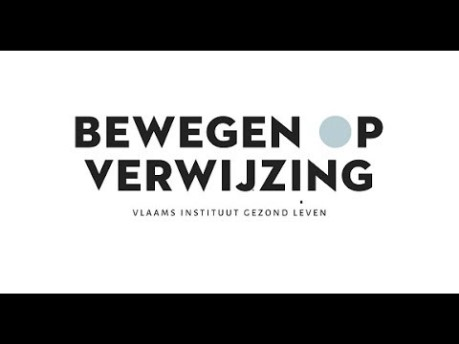 BEWEGEN OP
VERWIJZING
VLAAMS INSTITUUT GEZOND LEVEN